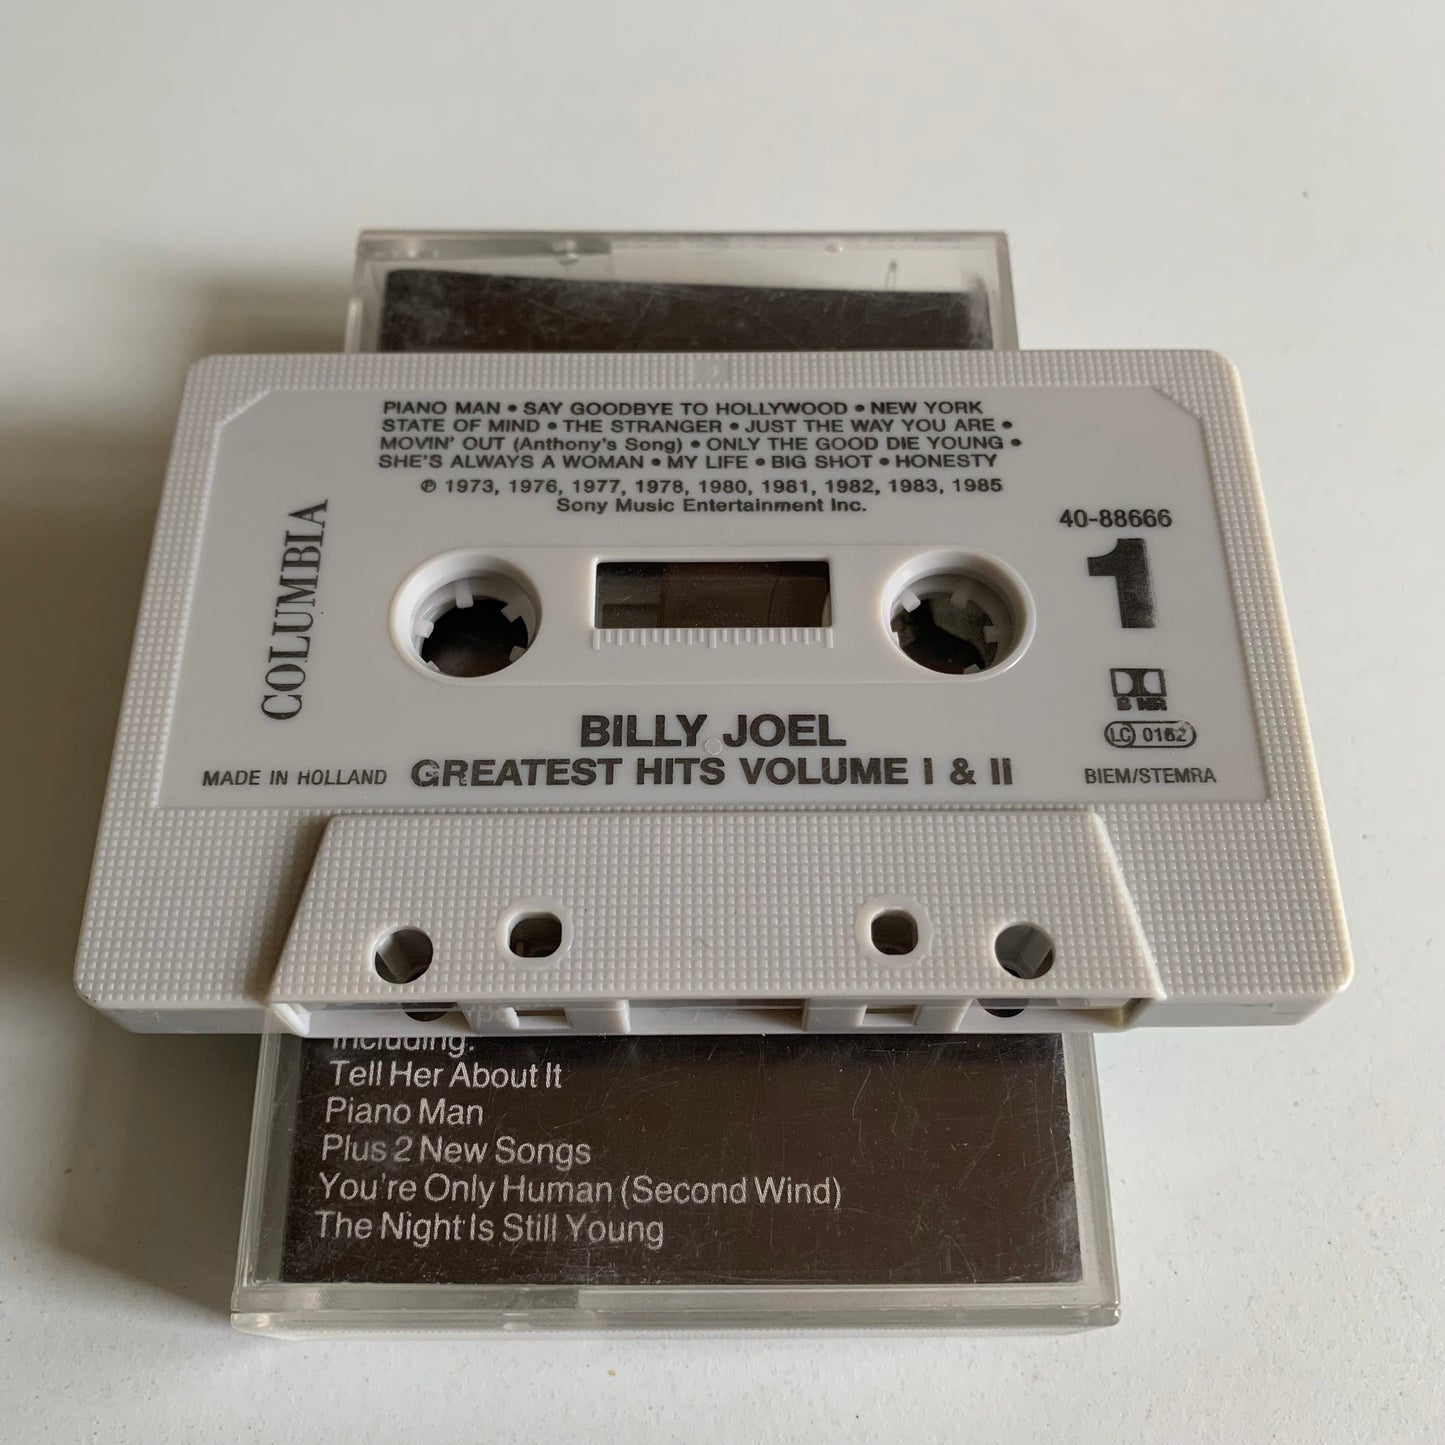 PIANO MAN • SAY GOODBYE TO HOLLYWOOD • NEW YORK
STATE OF MIND • THE STRANGER • JUST THE WAY YOU ARE •
MOVIN' OUT (Anthony's Song) • ONLY THE GOOD DIE YOUNG •
SHE'S ALWAYS A WOMAN • MY LIFE • BIG SHOT • HONESTY
℗ 1973, 1976, 1977, 1978, 1980, 1981, 1982, 1983, 1985
Sony Music Entertainment Inc.
COLUMBIA
40-88666
1
B NR
LC 0162
BILLY JOEL
GREATEST HITS VOLUME I & II
MADE IN HOLLAND
BIEM/STEMRA
Including:
Tell Her About It
Piano Man
Plus 2 New Songs
You're Only Human (Second Wind)
The Night Is Still Young